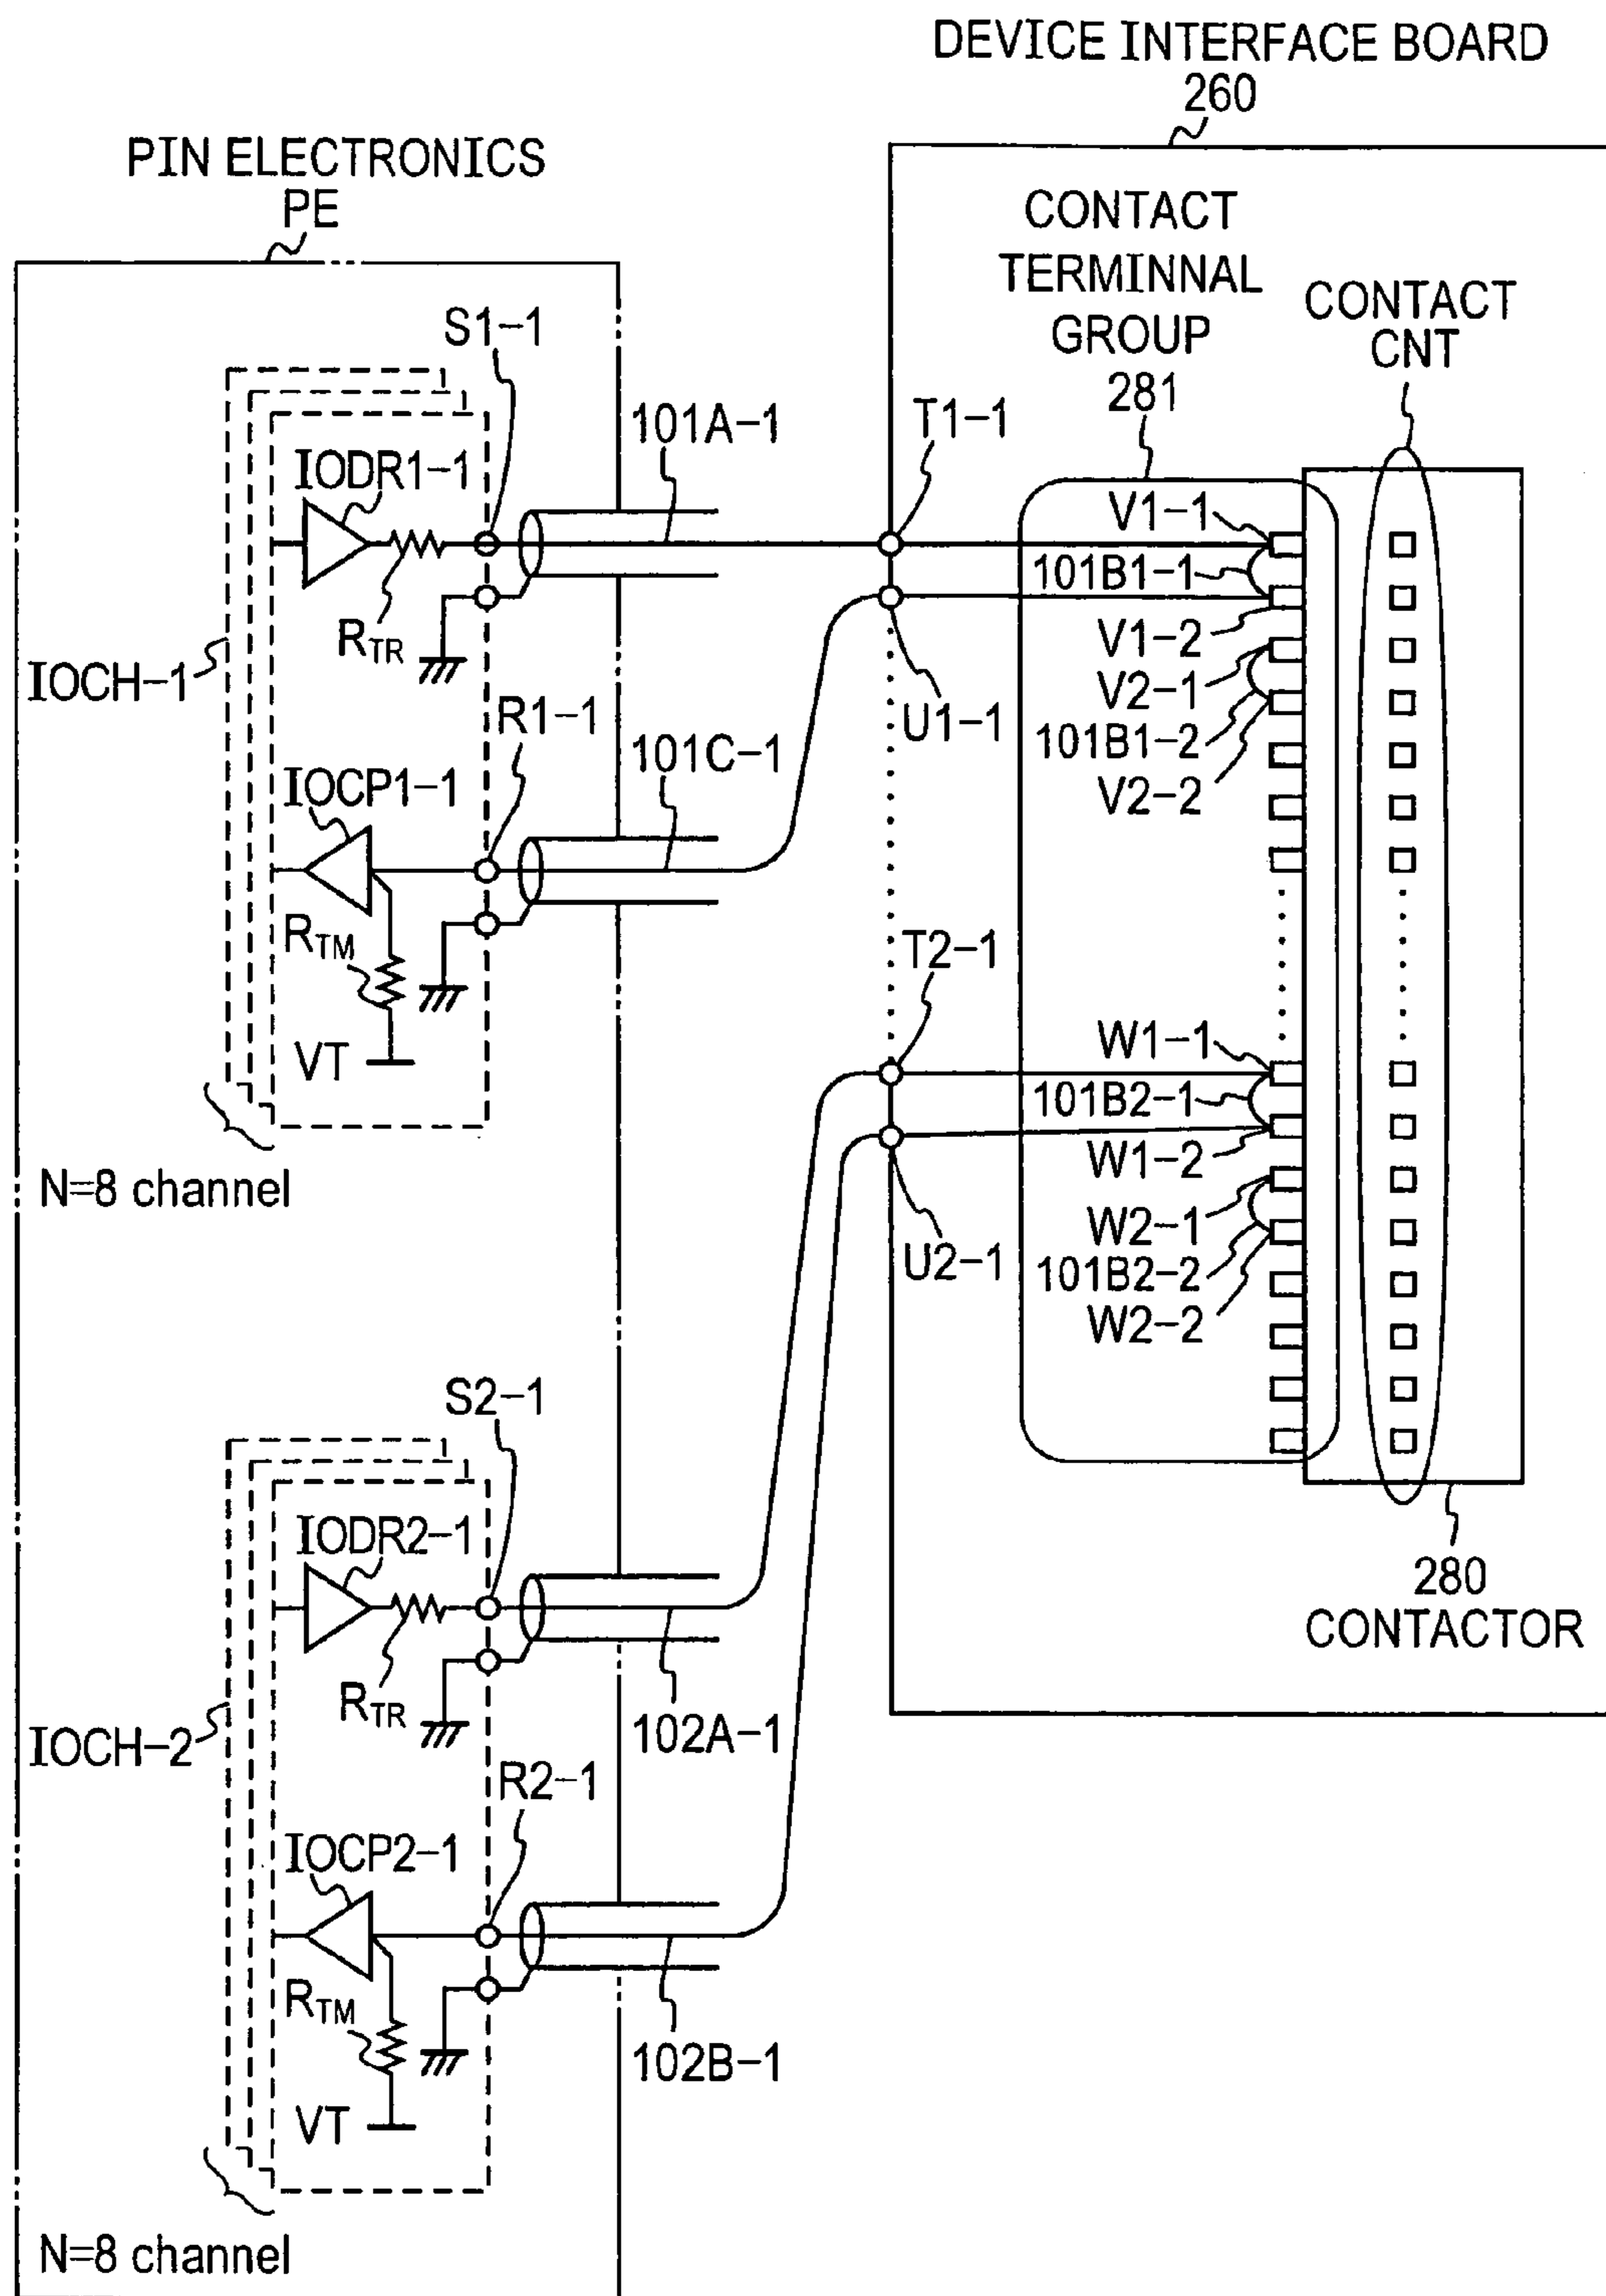 DEVICE INTERFACE BOARD
260
PIN ELECTRONICS
PE
CONTACT
TERMINNAL
GROUP
281
CONTACT
CNT
S1-1
101A-1
T1-1
IODR1-1
V1-1
101B1-1
RTR
V1-2
IOCH-1
V2-1
R1-1
U1-1
101B1-2
101C-1
V2-2
IOCP1-1
RTM
T2-1
VT
W1-1
101B2-1
W1-2
N=8 channel
W2-1
U2-1
101B2-2
W2-2
S2-1
IODR2-1
280
CONTACTOR
RTR
102A-1
IOCH-2
R2-1
IOCP2-1
RTM
102B-1
VT
N=8 channel